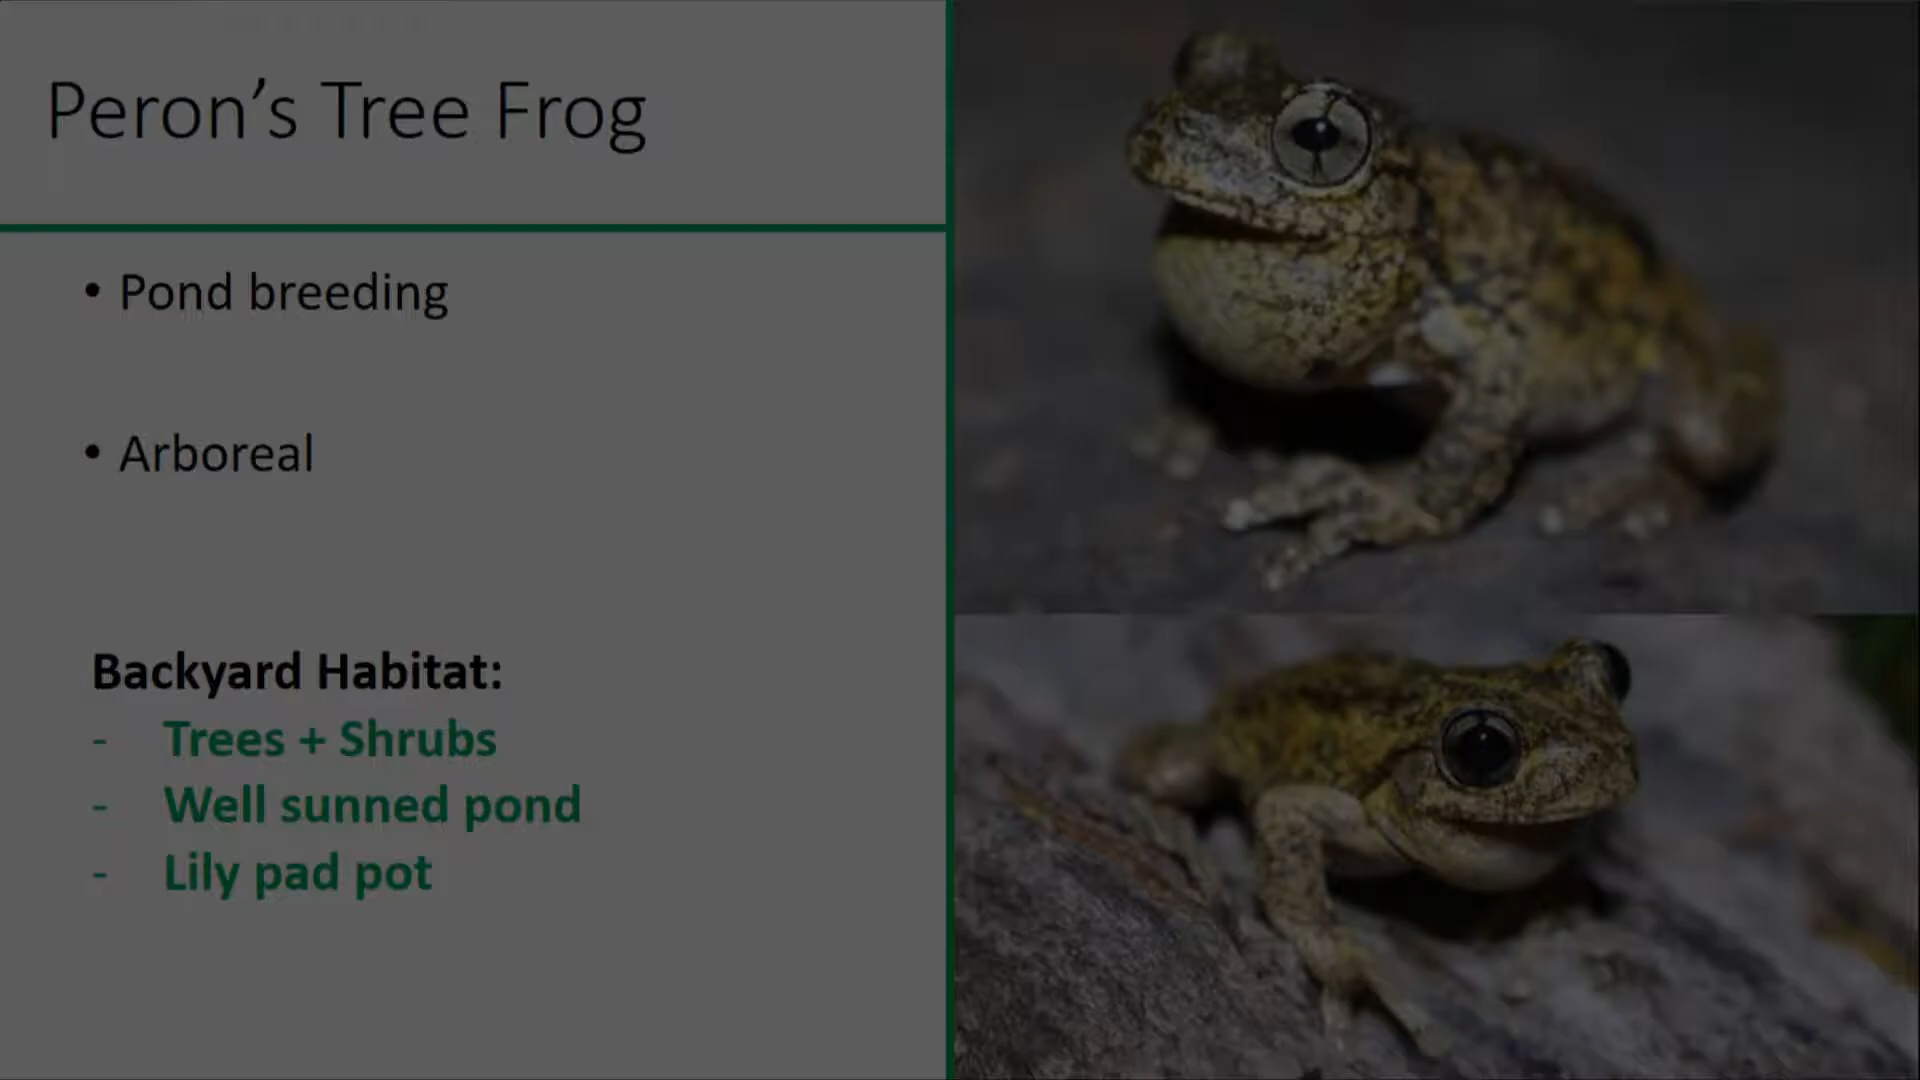 Peron’s Tree Frog
• Pond breeding
• Arboreal
Backyard Habitat:
- Trees + Shrubs
- Well sunned pond
- Lily pad pot